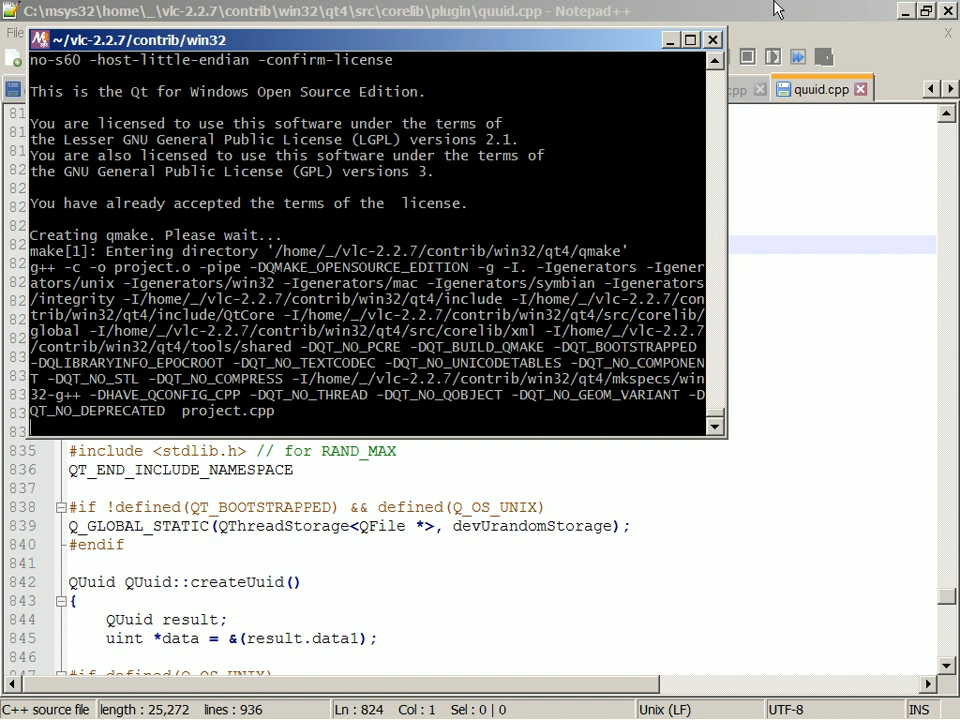 C:\msys32\home\_\vlc-2.2.7\contrib\win32\qt4\src\corelib\plugin\quuid.cpp - Notepad++
File
X
~/vlc-2.2.7/contrib/win32
cpp
quuid.cpp
no-s60 -host-little-endian -confirm-license
This is the Qt for Windows Open Source Edition.
You are licensed to use this software under the terms of
the Lesser GNU General Public License (LGPL) versions 2.1.
You are also licensed to use this software under the terms of
the GNU General Public License (GPL) versions 3.
You have already accepted the terms of the  license.
Creating qmake. Please wait...
make[1]: Entering directory '/home/_/vlc-2.2.7/contrib/win32/qt4/qmake'
g++ -c -o project.o -pipe -DQMAKE_OPENSOURCE_EDITION -g -I. -Igenerators -Igener
ators/unix -Igenerators/win32 -Igenerators/mac -Igenerators/symbian -Igenerators
/integrity -I/home/_/vlc-2.2.7/contrib/win32/qt4/include -I/home/_/vlc-2.2.7/con
trib/win32/qt4/include/QtCore -I/home/_/vlc-2.2.7/contrib/win32/qt4/src/corelib/
global -I/home/_/vlc-2.2.7/contrib/win32/qt4/src/corelib/xml -I/home/_/vlc-2.2.7
/contrib/win32/qt4/tools/shared -DQT_NO_PCRE -DQT_BUILD_QMAKE -DQT_BOOTSTRAPPED
-DQLIBRARYINFO_EPOCROOT -DQT_NO_TEXTCODEC -DQT_NO_UNICODETABLES -DQT_NO_COMPONEN
T -DQT_NO_STL -DQT_NO_COMPRESS -I/home/_/vlc-2.2.7/contrib/win32/qt4/mkspecs/win
32-g++ -DHAVE_QCONFIG_CPP -DQT_NO_THREAD -DQT_NO_QOBJECT -DQT_NO_GEOM_VARIANT -D
QT_NO_DEPRECATED  project.cpp
835 #include <stdlib.h> // for RAND_MAX
836 QT_END_INCLUDE_NAMESPACE
837
838 #if !defined(QT_BOOTSTRAPPED) && defined(Q_OS_UNIX)
839 Q_GLOBAL_STATIC(QThreadStorage<QFile *>, devUrandomStorage);
840 #endif
841
842 QUuid QUuid::createUuid()
843 {
844     QUuid result;
845     uint *data = &(result.data1);
846
847 #if defined(Q_OS_UNIX)
C++ source file length : 25,272 lines : 936 Ln : 824 Col : 1 Sel : 0 | 0 Unix (LF) UTF-8 INS